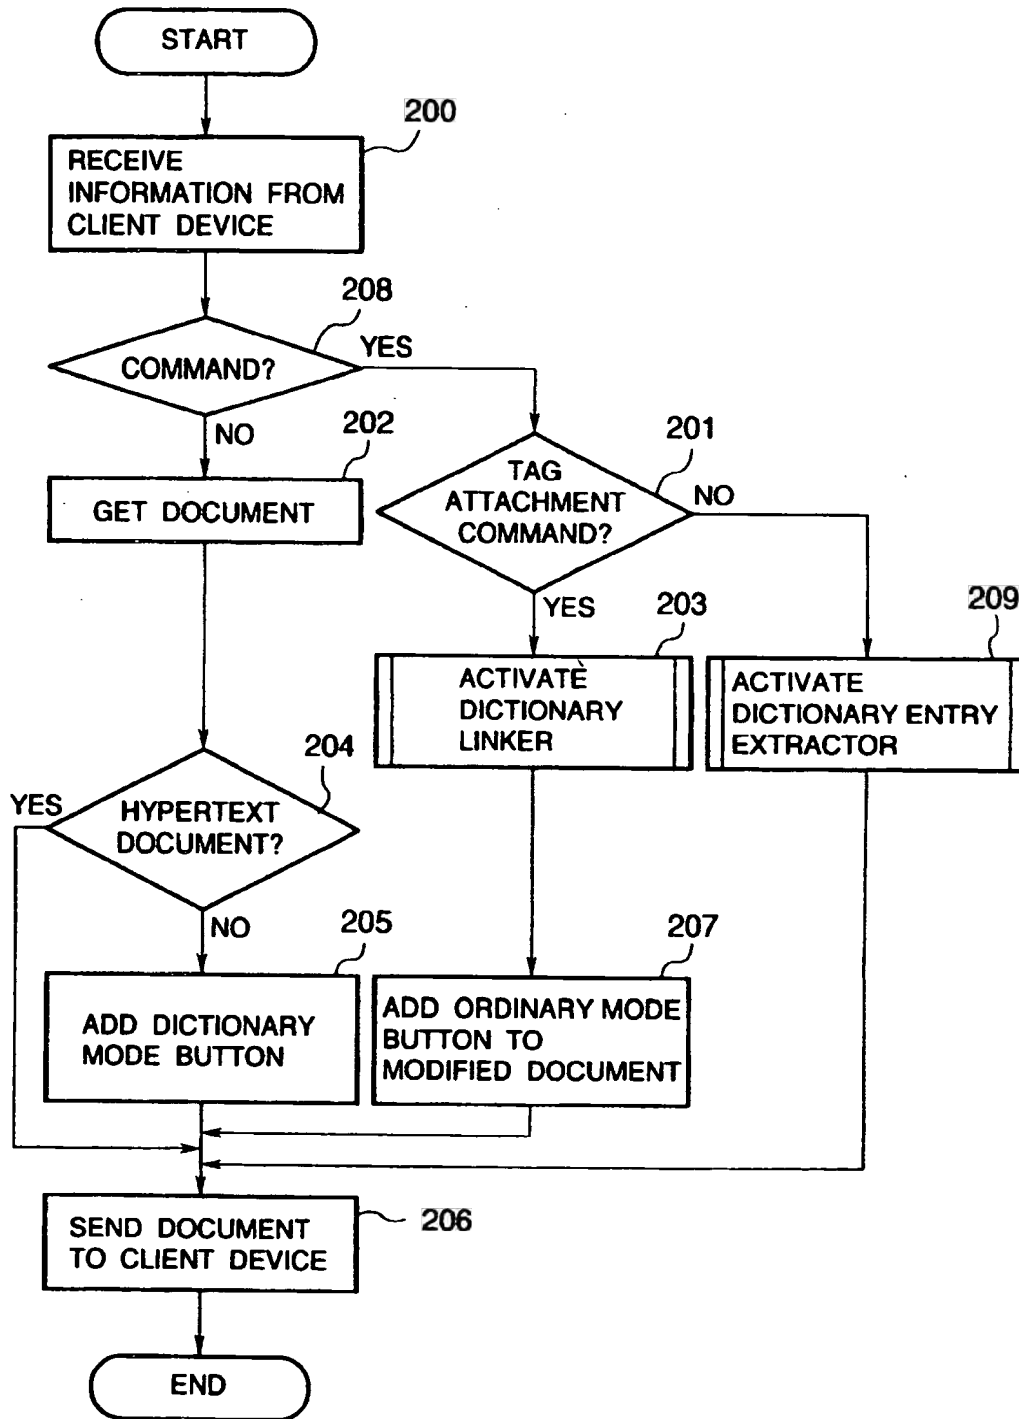 START
200
RECEIVE
INFORMATION FROM
CLIENT DEVICE
208
COMMAND?
YES
NO
202
GET DOCUMENT
201
TAG
ATTACHMENT
COMMAND?
NO
YES
203
ACTIVATE
DICTIONARY
LINKER
209
ACTIVATE
DICTIONARY ENTRY
EXTRACTOR
204
YES
HYPERTEXT
DOCUMENT?
NO
205
ADD DICTIONARY
MODE BUTTON
207
ADD ORDINARY MODE
BUTTON TO
MODIFIED DOCUMENT
SEND DOCUMENT
TO CLIENT DEVICE
206
END